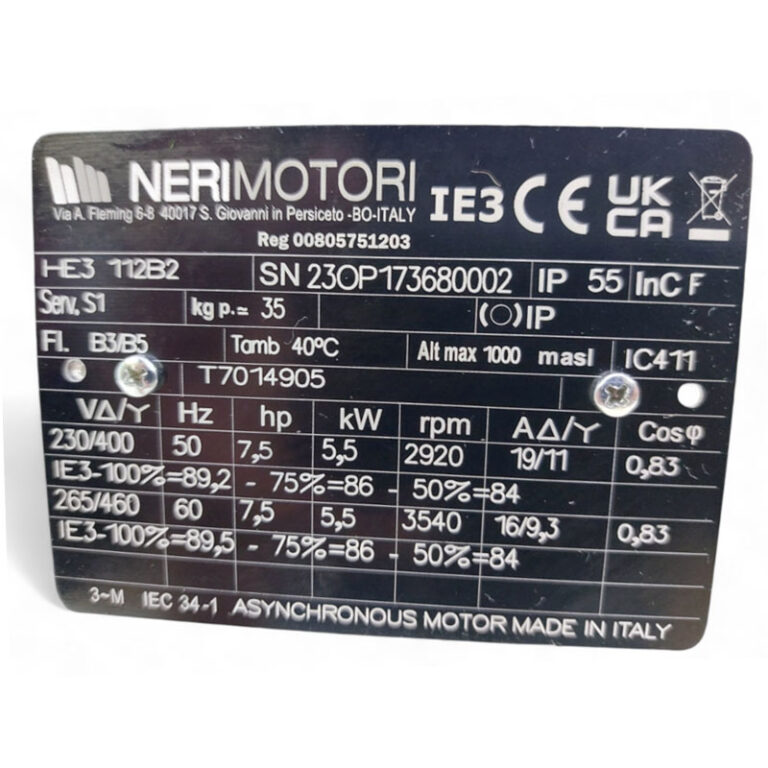 NERIMOTORI IE3 CE UK CA
Via A. Fleming 6-8 40017 S. Giovanni in Persiceto -BO-ITALY
Reg 00805751203
HE3 112B2 SN 23OP173680002 IP 55 InC F
Serv. S1 kg p.≃ 35 (○)IP
Fl. B3/B5 Tamb 40°C Alt max 1000 masl IC411
T7014905
VΔ/Y Hz hp kW rpm AΔ/Y Cosφ
230/400 50 7,5 5,5 2920 19/11 0,83
IE3-100%=89,2 - 75%=86 - 50%=84
265/460 60 7,5 5,5 3540 16/9,3 0,83
IE3-100%=89,5 - 75%=86 - 50%=84
3~M IEC 34-1 ASYNCHRONOUS MOTOR MADE IN ITALY